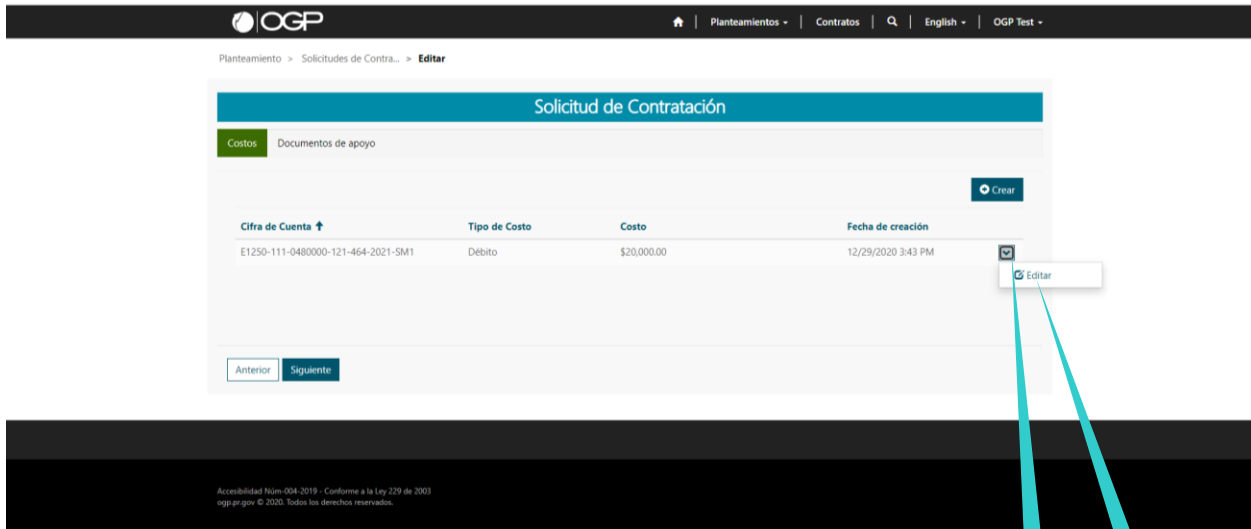 OGP
Planteamientos | Contratos | English | OGP Test
Planteamiento > Solicitudes de Contra... > Editar
Solicitud de Contratación
Costos Documentos de apoyo
Crear
Cifra de Cuenta Tipo de Costo Costo Fecha de creación
E1250-111-0480000-121-464-2021-SM1 Débito $20,000.00 12/29/2020 3:43 PM
Editar
Anterior Siguiente
Accesibilidad Núm-004-2019 - Conforme a la Ley 229 de 2003
ogp.pr.gov © 2020. Todos los derechos reservados.